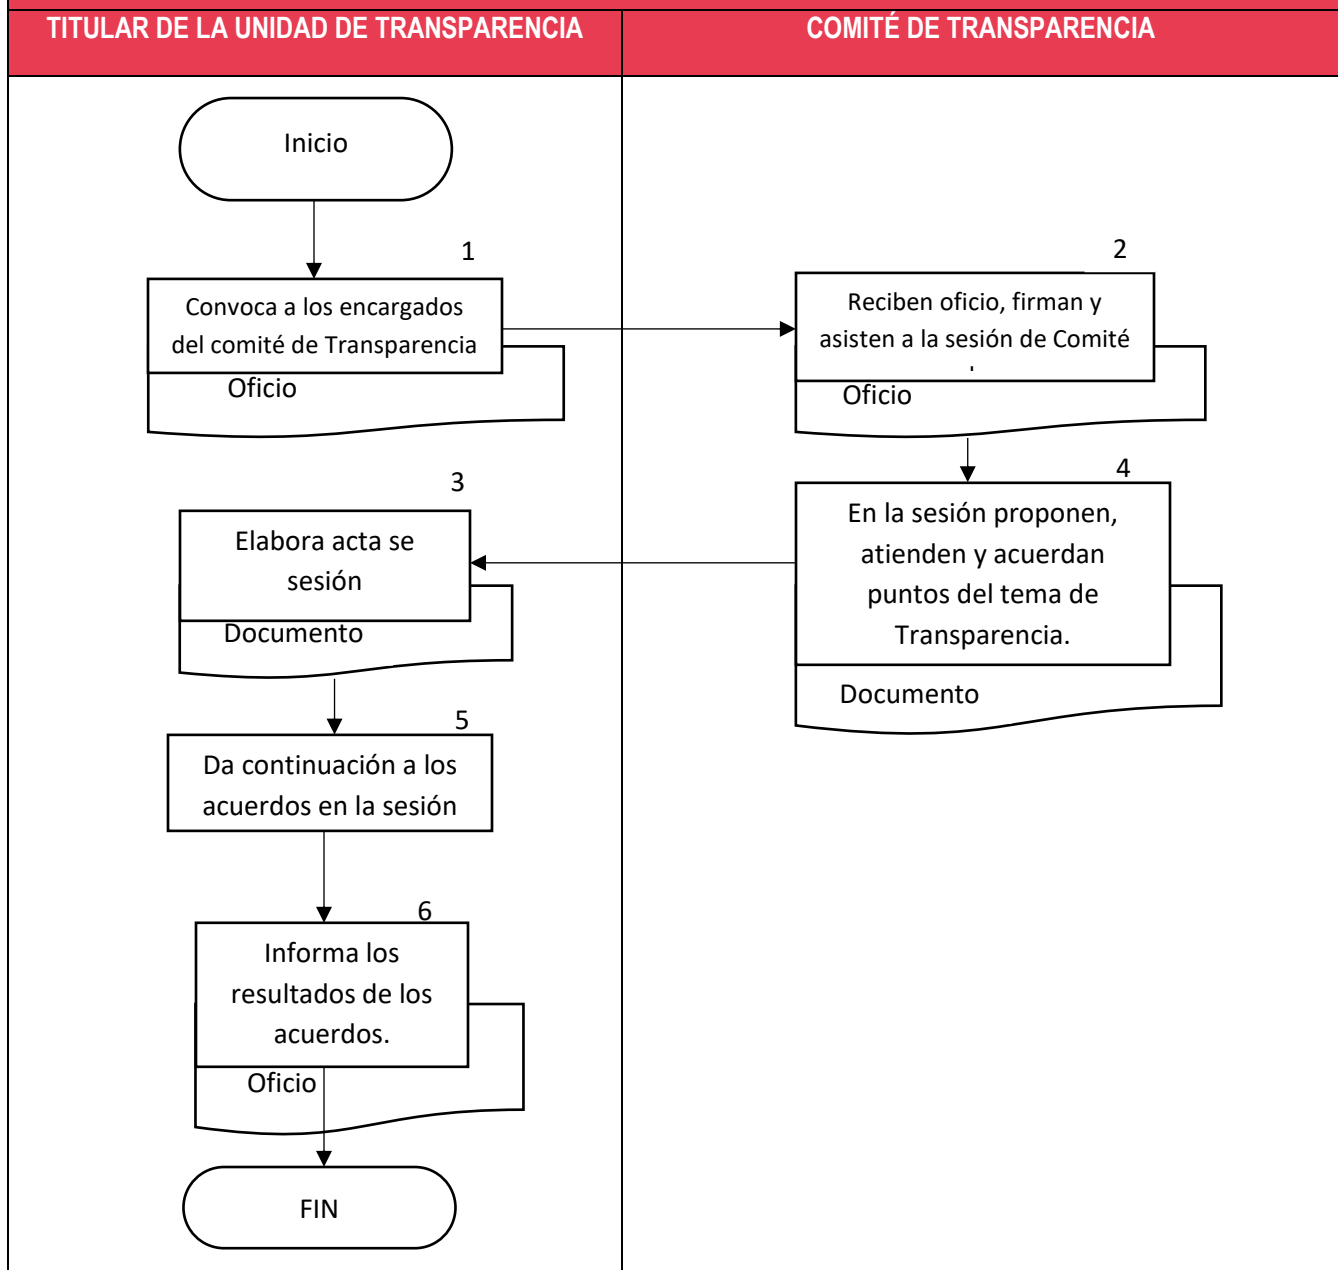 TITULAR DE LA UNIDAD DE TRANSPARENCIA
COMITÉ DE TRANSPARENCIA
Inicio
1
Convoca a los encargados
del comité de Transparencia
Oficio
2
Reciben oficio, firman y
asisten a la sesión de Comité
Oficio
3
Elabora acta se
sesión
Documento
4
En la sesión proponen,
atienden y acuerdan
puntos del tema de
Transparencia.
Documento
5
Da continuación a los
acuerdos en la sesión
6
Informa los
resultados de los
acuerdos.
Oficio
FIN